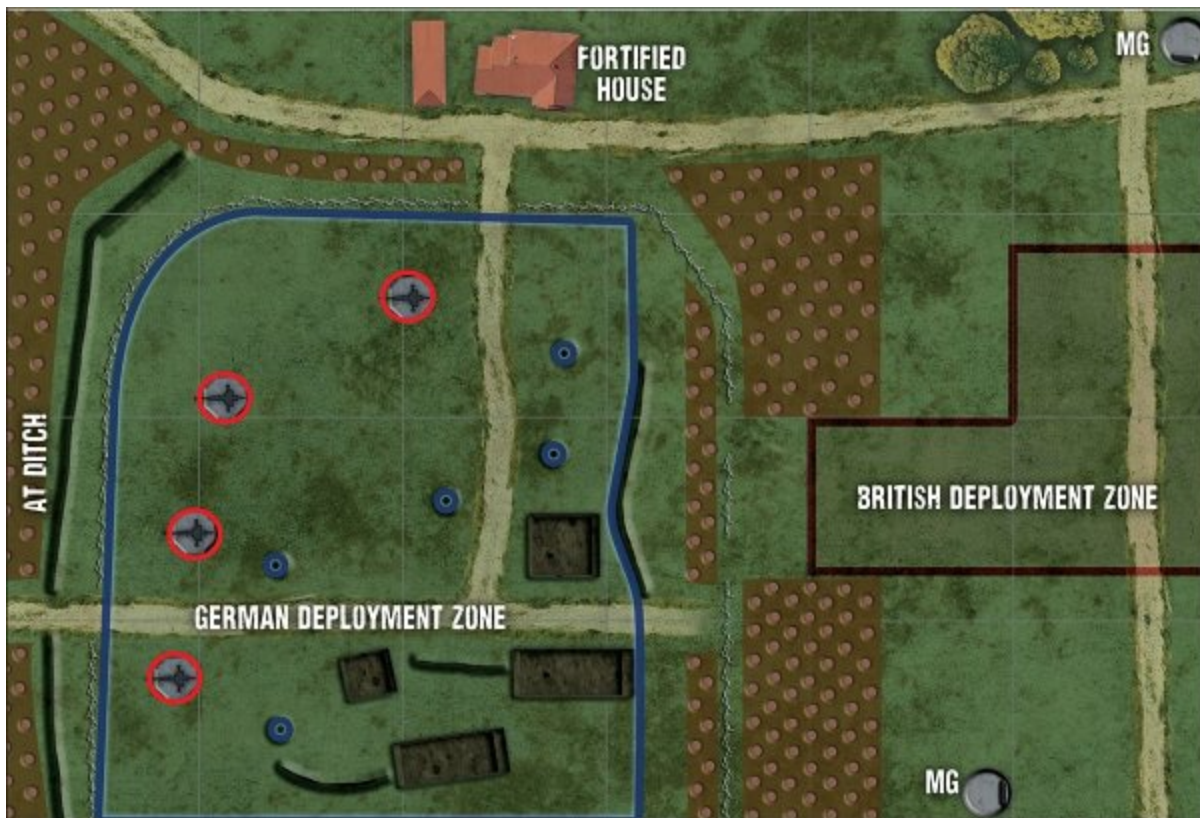 FORTIFIED
HOUSE
MG
AT DITCH
BRITISH DEPLOYMENT ZONE
GERMAN DEPLOYMENT ZONE
MG